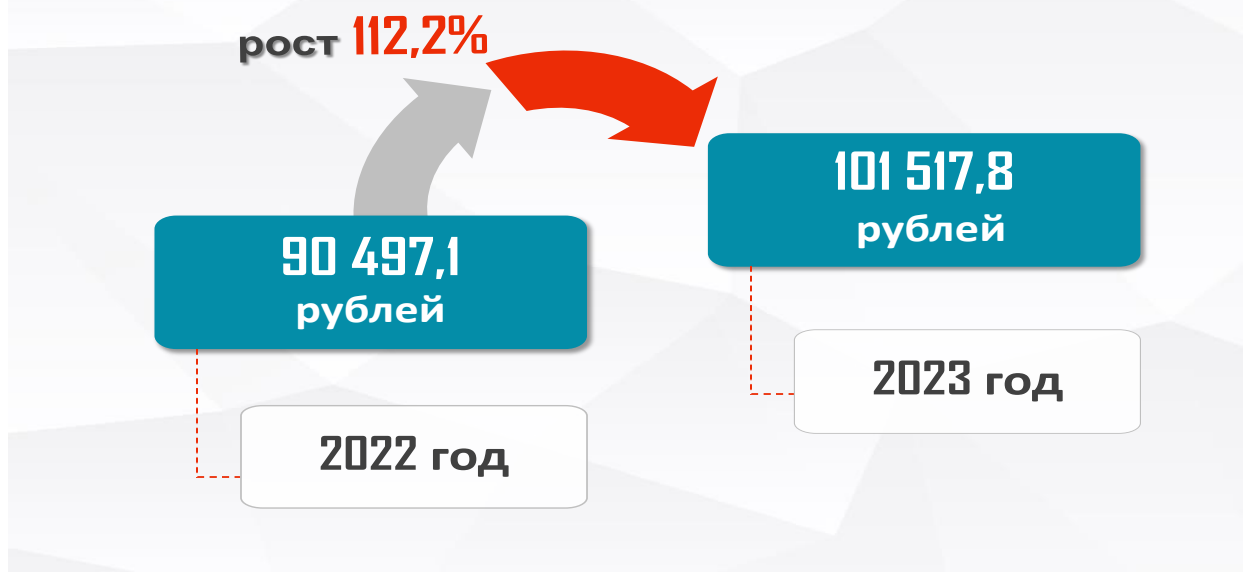 рост 112,2%
90 497,1
рублей
2022 год
101 517,8
рублей
2023 год